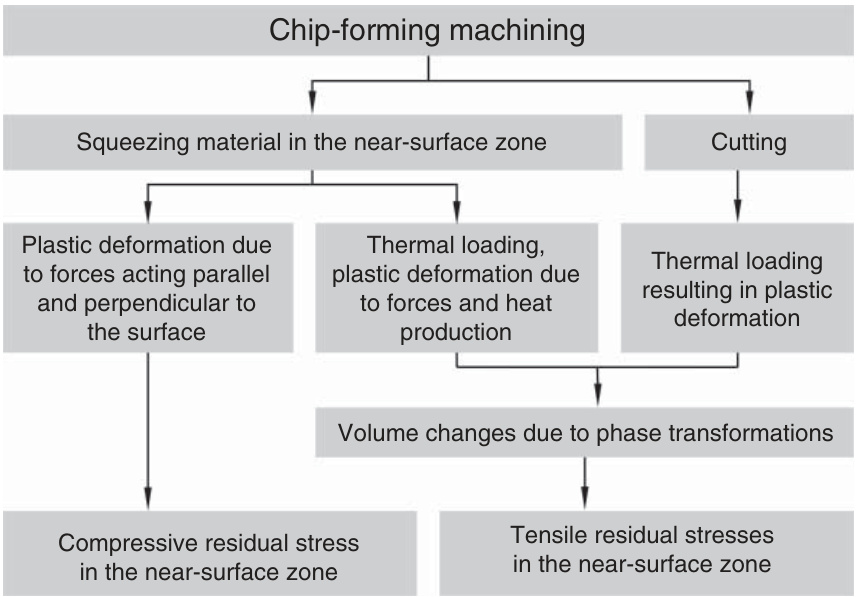 Chip-forming machining
Squeezing material in the near-surface zone
Cutting
Plastic deformation due
to forces acting parallel
and perpendicular to
the surface
Thermal loading,
plastic deformation due
to forces and heat
production
Thermal loading
resulting in plastic
deformation
Volume changes due to phase transformations
Compressive residual stress
in the near-surface zone
Tensile residual stresses
in the near-surface zone